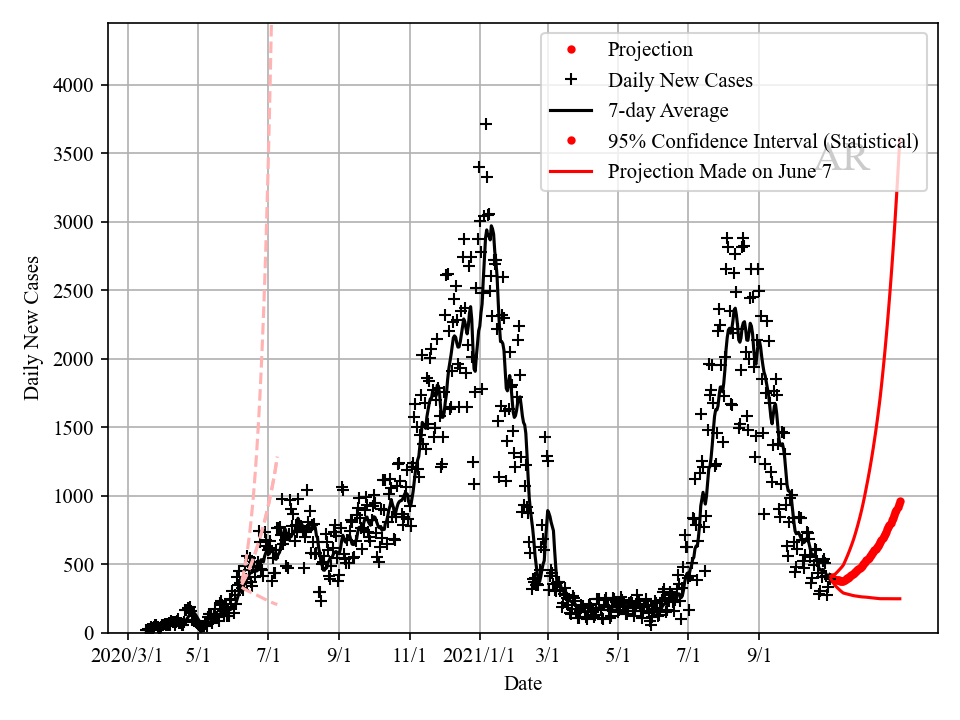 Projection
Daily New Cases
7-day Average
95% Confidence Interval (Statistical)
Projection Made on June 7
AR
4000
3500
3000
2500
2000
1500
1000
500
0
Daily New Cases
2020/3/1 5/1 7/1 9/1 11/1 2021/1/1 3/1 5/1 7/1 9/1
Date